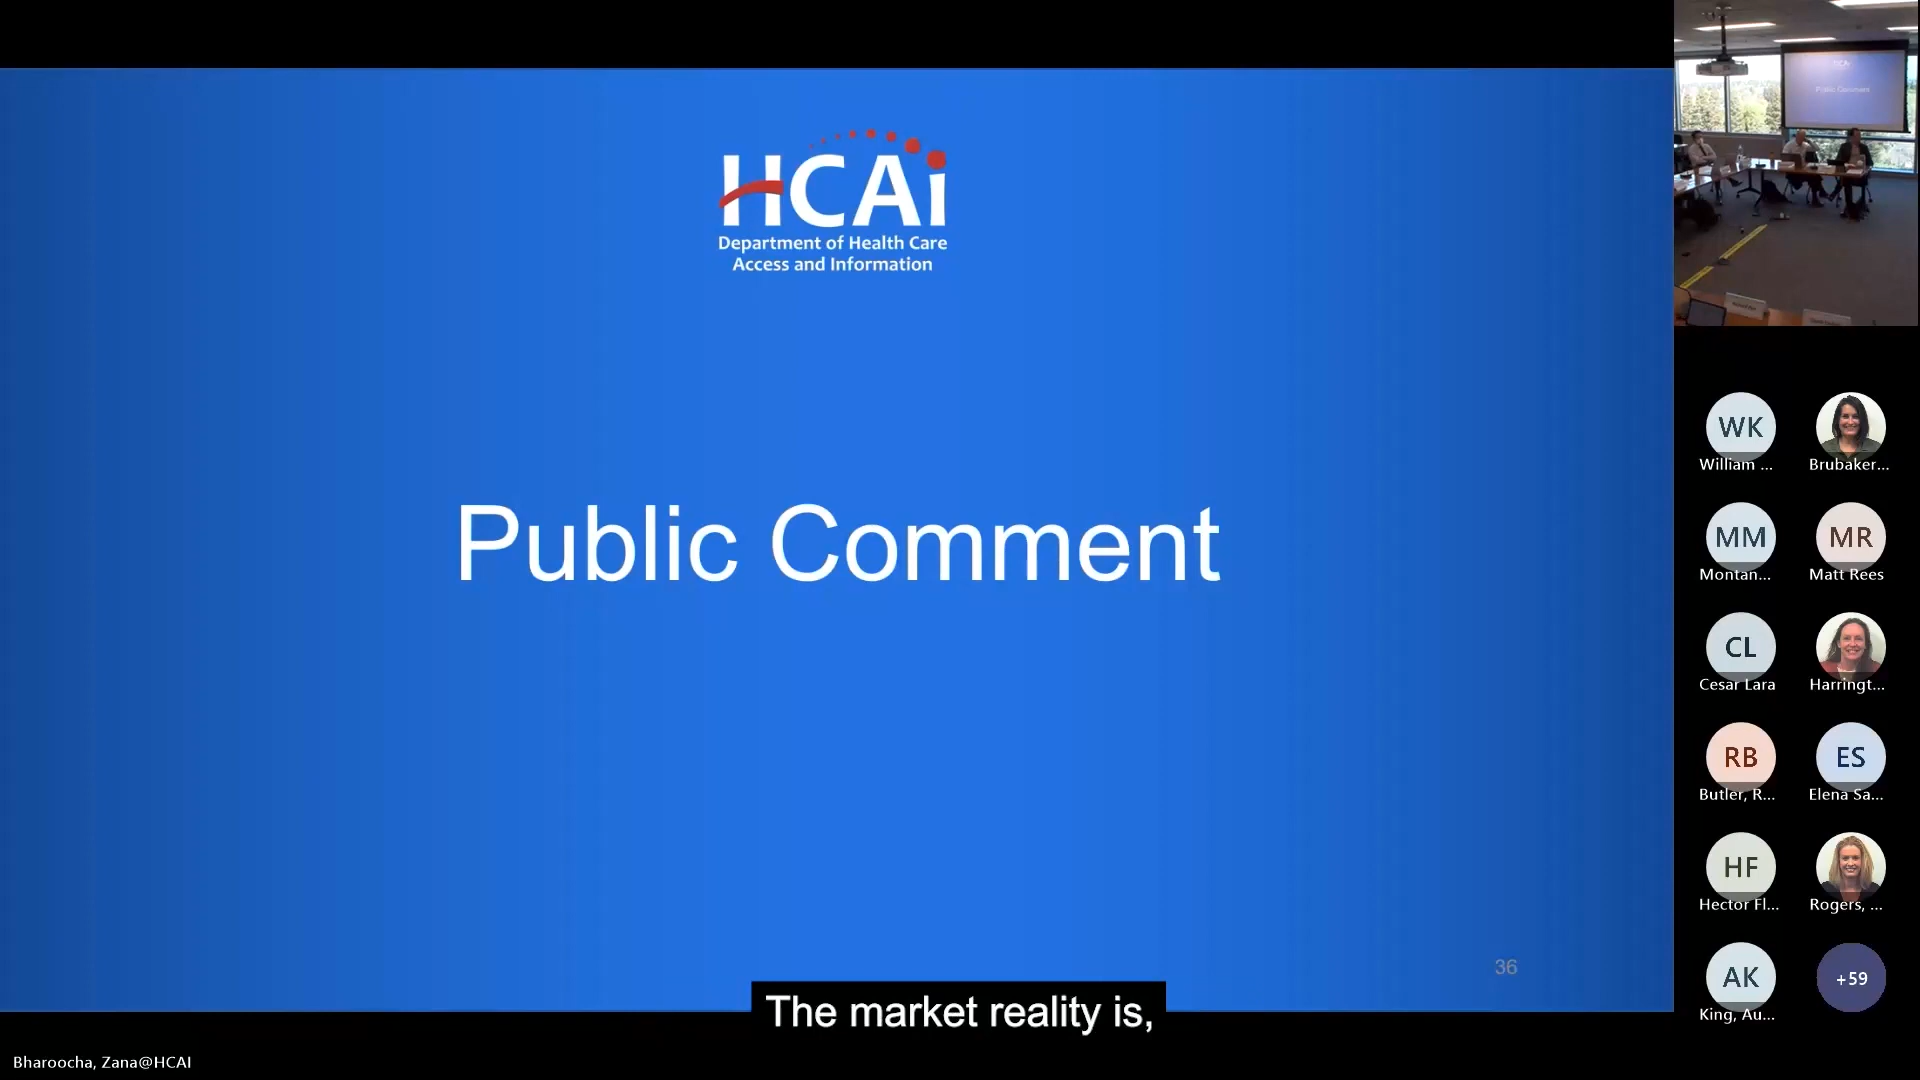 HCAi
Department of Health Care
Access and Information
Public Comment
36
The market reality is,
Bharoocha, Zana@HCAI
Public Comment
WK
William ...
Brubaker...
MM
Montan...
MR
Matt Rees
CL
Cesar Lara
Harringt...
RB
Butler, R...
ES
Elena Sa...
HF
Hector Fl...
Rogers, ...
AK
King, Au...
+59